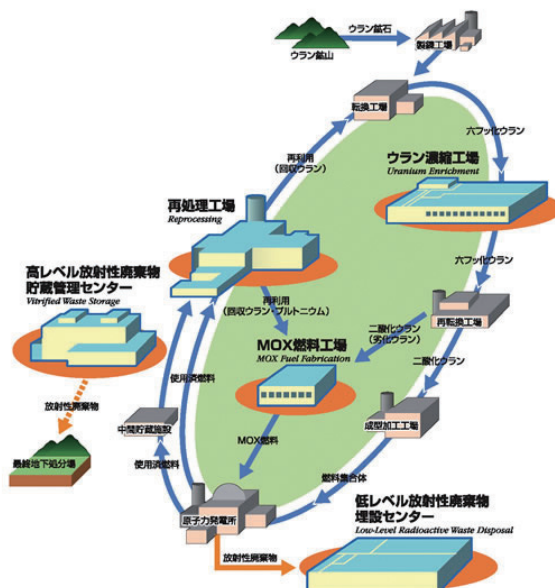 ウラン鉱石
ウラン鉱山
製錬工場
転換工場
六フッ化ウラン
再利用
(回収ウラン)
ウラン濃縮工場
Uranium Enrichment
再処理工場
Reprocessing
高レベル放射性廃棄物
貯蔵管理センター
Vitrified Waste Storage
六フッ化ウラン
再利用
(回収ウラン・プルトニウム)
再転換工場
二酸化ウラン
(劣化ウラン)
MOX燃料工場
MOX Fuel Fabrication
二酸化ウラン
使用済燃料
放射性廃棄物
中間貯蔵施設
成型加工工場
MOX燃料
使用済燃料
最終地下処分場
燃料集合体
原子力発電所
低レベル放射性廃棄物
埋設センター
Low-Level Radioactive Waste Disposal
放射性廃棄物